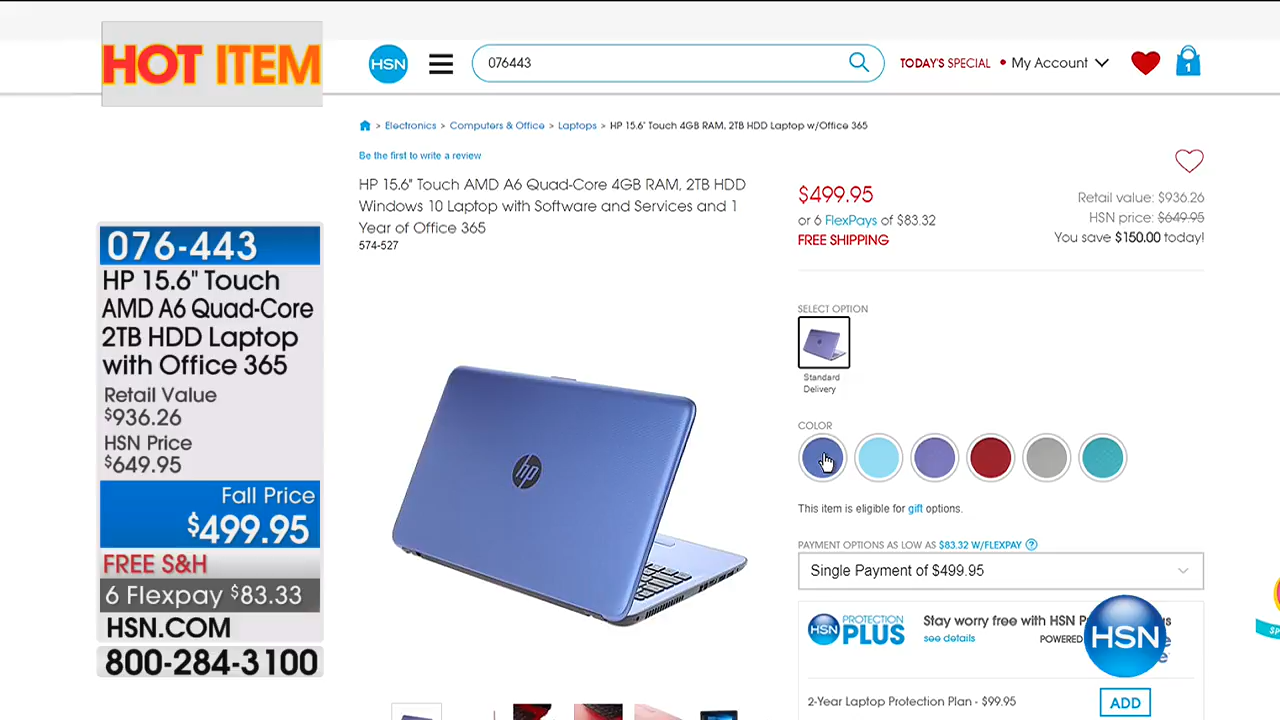 HOT ITEM
HSN
076443
TODAY'S SPECIAL • My Account
1
> Electronics > Computers & Office > Laptops > HP 15.6" Touch 4GB RAM, 2TB HDD Laptop w/Office 365
Be the first to write a review
HP 15.6" Touch AMD A6 Quad-Core 4GB RAM, 2TB HDD
Windows 10 Laptop with Software and Services and 1
Year of Office 365
574-527
$499.95
or 6 FlexPays of $83.32
FREE SHIPPING
Retail value: $936.26
HSN price: $649.95
You save $150.00 today!
076-443
HP 15.6" Touch
AMD A6 Quad-Core
2TB HDD Laptop
with Office 365
Retail Value
$936.26
HSN Price
$649.95
Fall Price
$499.95
FREE S&H
6 Flexpay $83.33
HSN.COM
800-284-3100
hp
SELECT OPTION
Standard
Delivery
COLOR
This item is eligible for gift options.
PAYMENT OPTIONS AS LOW AS $83.32 W/FLEXPAY ?
Single Payment of $499.95
HSN PROTECTION
PLUS
Stay worry free with HSN
see details
POWERED
HSN
2-Year Laptop Protection Plan - $99.95
ADD